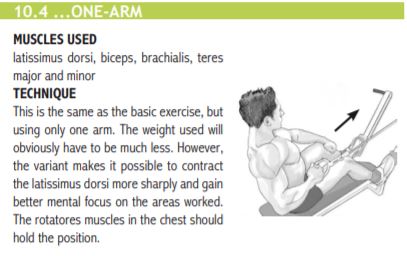 10.4 ...ONE-ARM
MUSCLES USED
latissimus dorsi, biceps, brachialis, teres
major and minor
TECHNIQUE
This is the same as the basic exercise, but
using only one arm. The weight used will
obviously have to be much less. However,
the variant makes it possible to contract
the latissimus dorsi more sharply and gain
better mental focus on the areas worked.
The rotatores muscles in the chest should
hold the position.